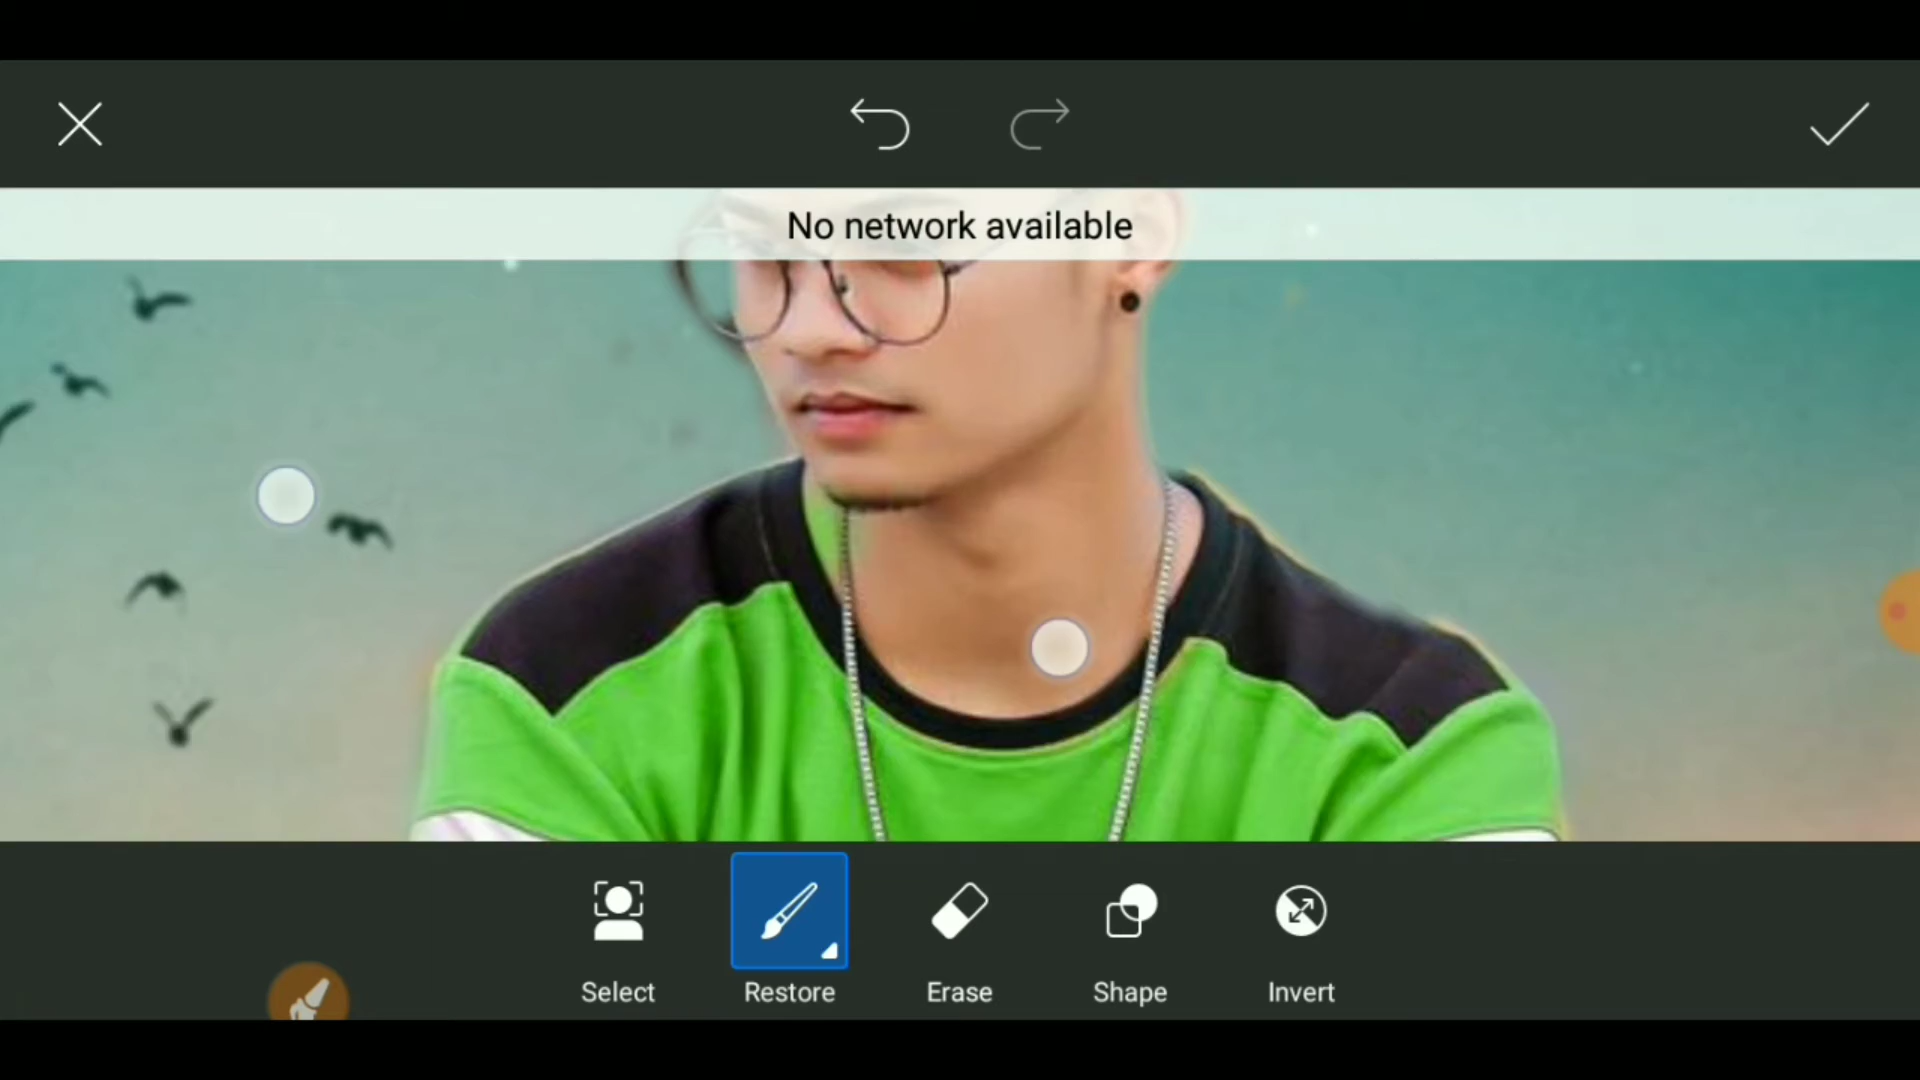 No network available
Select
Restore
Erase
Shape
Invert